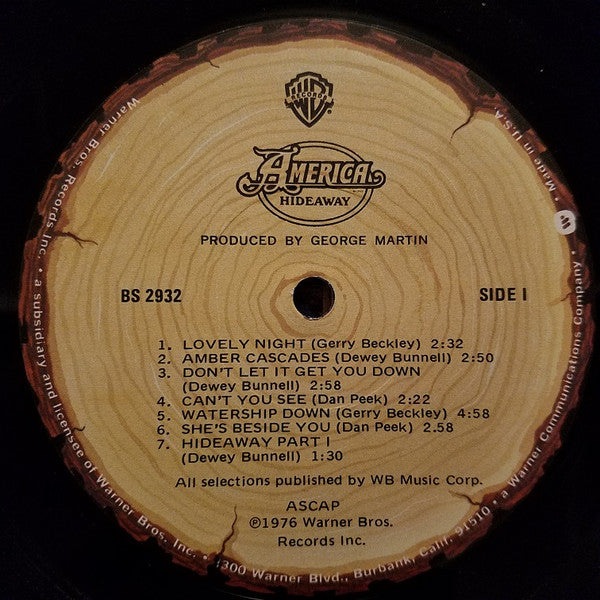 WB
RECORDS
AMERICA
HIDEAWAY
PRODUCED BY GEORGE MARTIN
BS 2932
SIDE I
1. LOVELY NIGHT (Gerry Beckley) 2:32
2. AMBER CASCADES (Dewey Bunnell) 2:50
3. DON'T LET IT GET YOU DOWN
(Dewey Bunnell) 2:58
4. CAN'T YOU SEE (Dan Peek) 2:22
5. WATERSHIP DOWN (Gerry Beckley) 4:58
6. SHE'S BESIDE YOU (Dan Peek) 2.58
7. HIDEAWAY PART I
(Dewey Bunnell) 1:30
All selections published by WB Music Corp.
ASCAP
℗1976 Warner Bros.
Records Inc.
Warner Bros. Records Inc. • a subsidiary and licensee of Warner Bros. Inc. • 3300 Warner Blvd., Burbank, Calif. 91510 • a Warner Communications Company • Made in U.S.A.